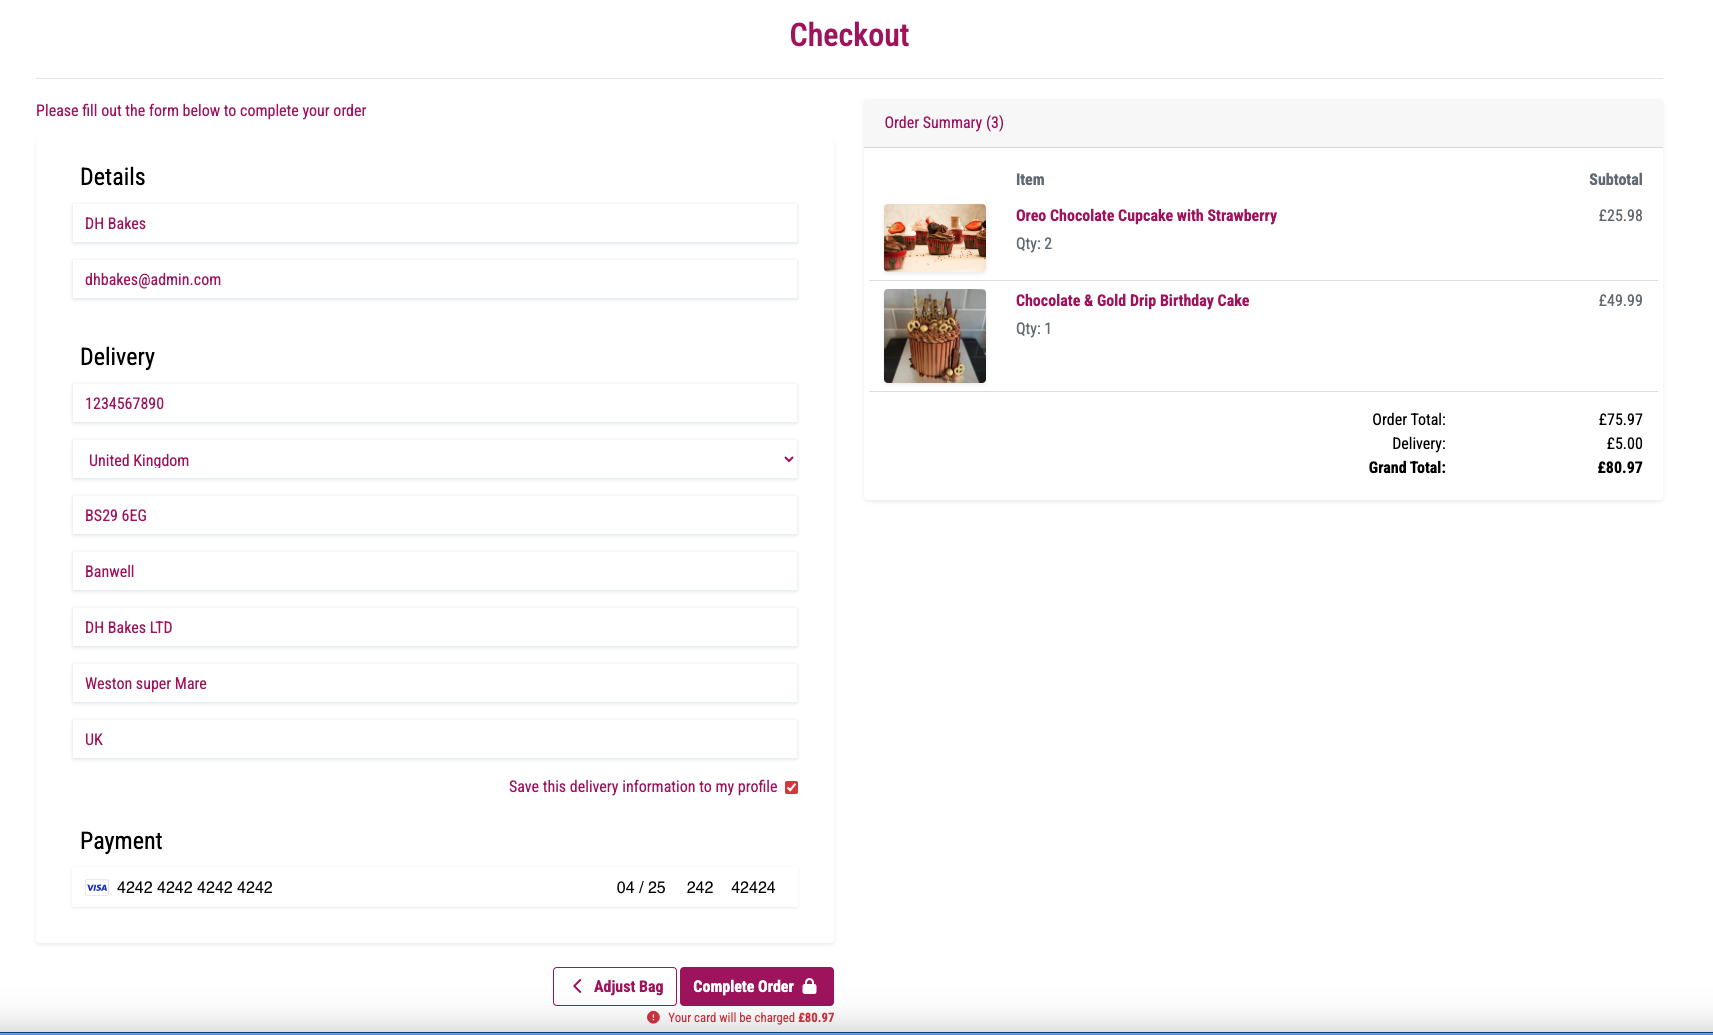 Checkout
Please fill out the form below to complete your order
Details
DH Bakes
dhbakes@admin.com
Delivery
1234567890
United Kingdom
BS29 6EG
Banwell
DH Bakes LTD
Weston super Mare
UK
Save this delivery information to my profile
Payment
VISA 4242 4242 4242 4242 04 / 25 242 42424
Adjust Bag Complete Order
Your card will be charged £80.97
Order Summary (3)
Item Subtotal
Oreo Chocolate Cupcake with Strawberry £25.98
Qty: 2
Chocolate & Gold Drip Birthday Cake £49.99
Qty: 1
Order Total: £75.97
Delivery: £5.00
Grand Total: £80.97